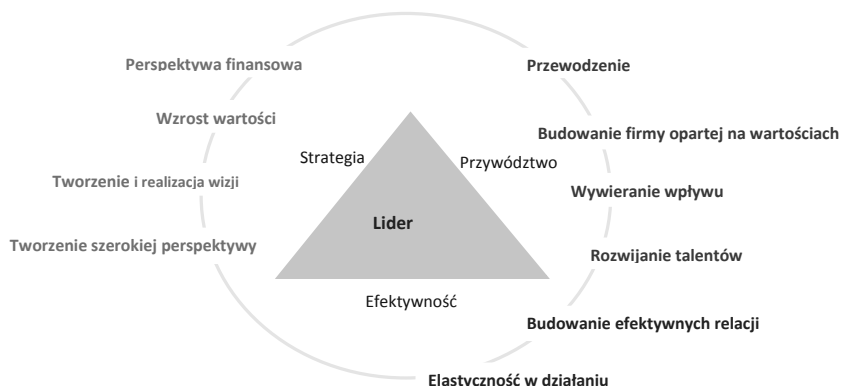 Perspektywa finansowa
Przewodzenie
Wzrost wartości
Budowanie firmy opartej na wartościach
Strategia
Przywództwo
Tworzenie i realizacja wizji
Wywieranie wpływu
Lider
Tworzenie szerokiej perspektywy
Rozwijanie talentów
Efektywność
Budowanie efektywnych relacji
Elastyczność w działaniu